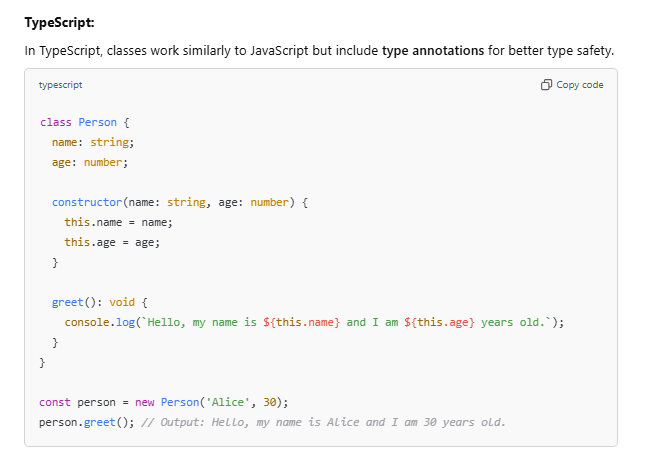 TypeScript:
In TypeScript, classes work similarly to JavaScript but include type annotations for better type safety.
typescript Copy code
class Person {
  name: string;
  age: number;

  constructor(name: string, age: number) {
    this.name = name;
    this.age = age;
  }

  greet(): void {
    console.log(`Hello, my name is ${this.name} and I am ${this.age} years old.`);
  }
}

const person = new Person('Alice', 30);
person.greet(); // Output: Hello, my name is Alice and I am 30 years old.